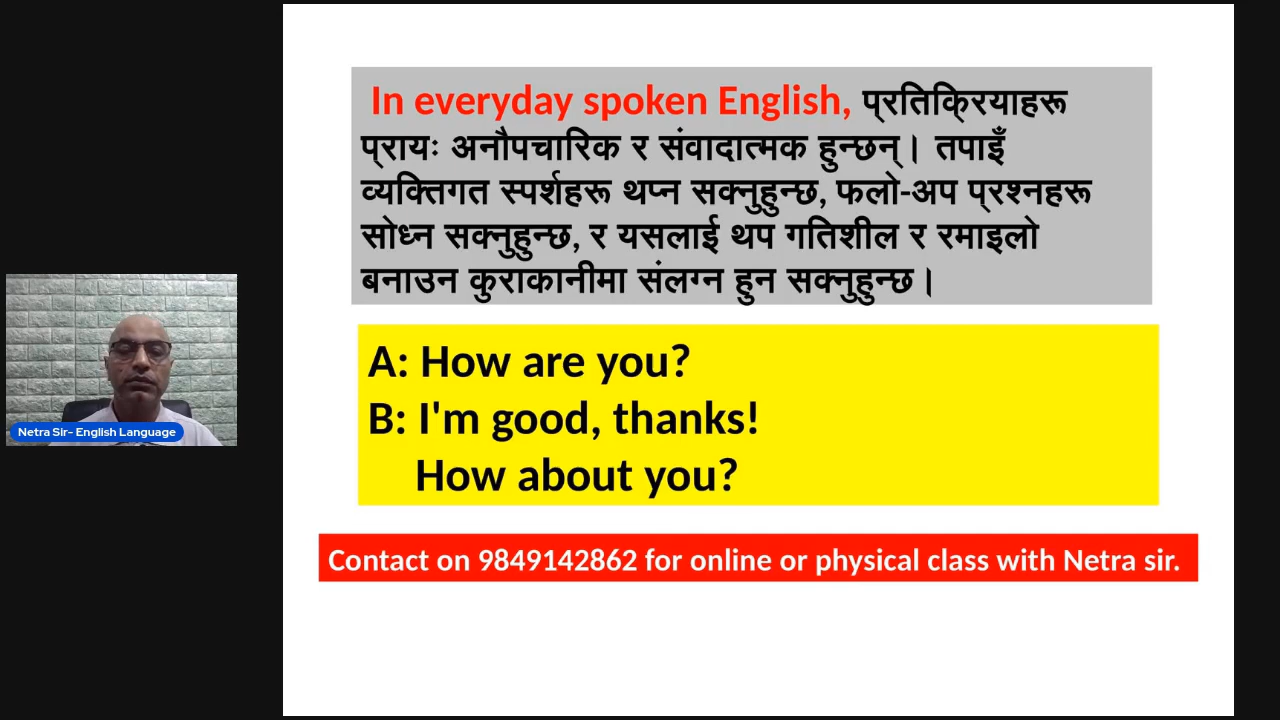 In everyday spoken English, प्रतिक्रियाहरू
प्रायः अनौपचारिक र संवादात्मक हुन्छन्। तपाइँ
व्यक्तिगत स्पर्शहरू थप्न सक्नुहुन्छ, फलो-अप प्रश्नहरू
सोध्न सक्नुहुन्छ, र यसलाई थप गतिशील र रमाइलो
बनाउन कुराकानीमा संलग्न हुन सक्नुहुन्छ।
A: How are you?
B: I'm good, thanks!
How about you?
Netra Sir- English Language
Contact on 9849142862 for online or physical class with Netra sir.